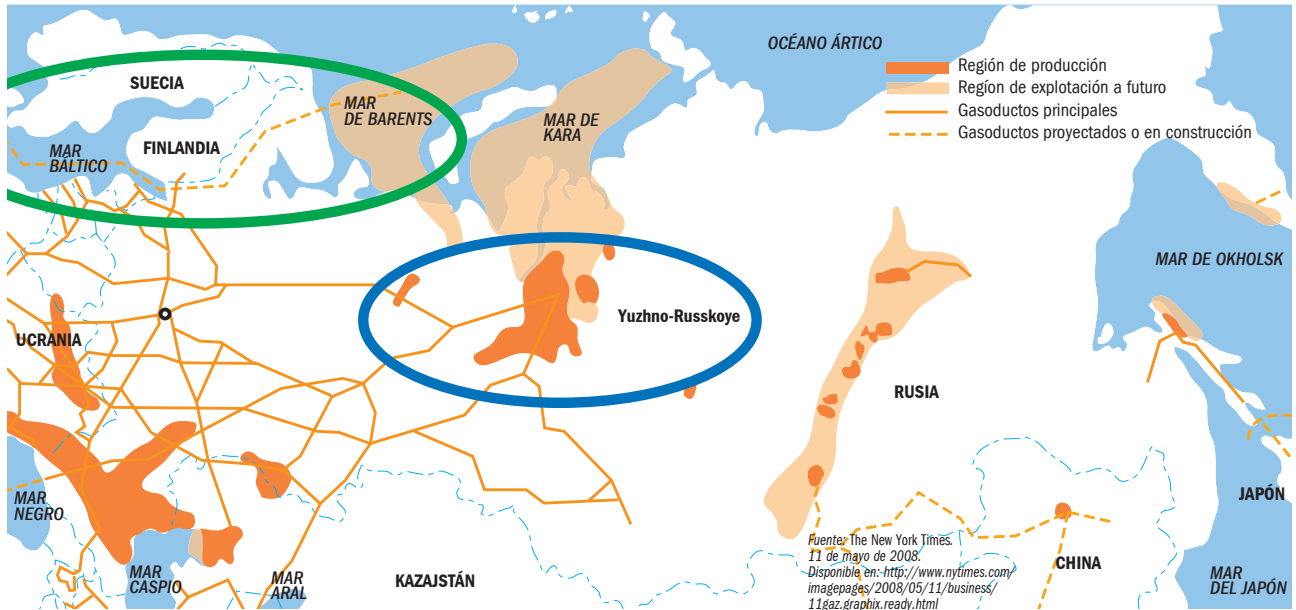 OCÉANO ÁRTICO
Región de producción
Región de explotación a futuro
Gasoductos principales
Gasoductos proyectados o en construcción
SUECIA
MAR
DE BARENTS
MAR DE
KARA
FINLANDIA
MAR
BÁLTICO
MAR DE OKHOLSK
Yuzhno-Russkoye
UCRANIA
RUSIA
MAR
NEGRO
JAPÓN
Fuente: The New York Times.
11 de mayo de 2008.
Disponible en: http://www.nytimes.com/
imagepages/2008/05/11/business/
11gaz.graphix.ready.html
CHINA
MAR
CASPIO
MAR
ARAL
KAZAJSTÁN
MAR
DEL JAPÓN